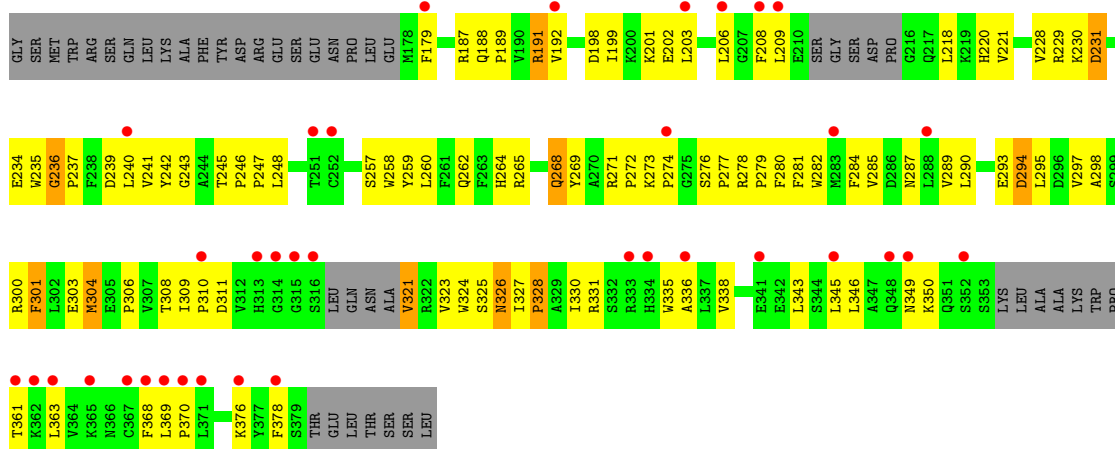 GLY SER MET TRP ARG SER GLN LEU LYS ALA PHE TYR ASP ARG GLU SER GLU ASN PRO LEU GLU M178 F179 R187 Q188 P189 V190 R191 V192 D198 I199 K200 K201 E202 L203 L206 G207 F208 L209 E210 SER GLY SER ASP PRO G216 Q217 L218 K219 H220 V221 V228 R229 K230 D231
E234 W235 G236 P237 F238 D239 L240 V241 Y242 G243 A244 T245 P246 P247 L248 T251 C252 S257 W258 Y259 L260 F261 Q262 F263 H264 R265 Q268 Y269 A270 R271 P272 K273 P274 G275 S276 P277 R278 P279 F280 F281 W282 M283 F284 V285 D286 N287 L288 V289 L290 E293 D294 L295 D296 V297 A298 S299
R300 F301 L302 E303 M304 E305 P306 V307 T308 I309 P310 D311 V312 H313 G314 G315 S316 LEU GLN ASN ALA V321 R322 V323 W324 S325 N326 I327 P328 A329 I330 R331 S332 R333 H334 W335 A336 L337 V338 E341 E342 L343 S344 L345 L346 A347 Q348 N349 K350 Q351 S352 S353 LYS LEU ALA ALA LYS TRP PRO
T361 K362 L363 V364 K365 N366 C367 F368 L369 P370 L371 K376 Y377 F378 S379 THR GLU LEU THR SER SER LEU